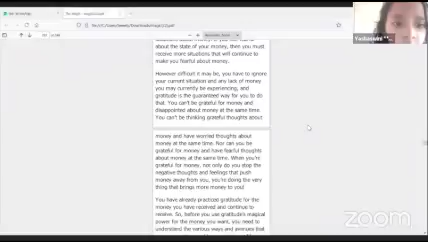 about the state of your money, then you must
receive more situations that will continue to
make you fearful about money.
However difficult it may be, you have to ignore
your current situation and any lack of money
you may currently be experiencing, and
gratitude is the guaranteed way for you to do
that. You can't be grateful for money and
disappointed about money at the same time.
You can't be thinking grateful thoughts about
money and have worried thoughts about
money at the same time. Nor can you be
grateful for money and have fearful thoughts
about money at the same time. When you're
grateful for money, not only do you stop the
negative thoughts and feelings that push
money away from you, you're doing the very
thing that brings more money to you!
You have already practiced gratitude for the
money you have received and continue to
receive. So, before you use gratitude's magical
power for the money you want, you need to
understand the various ways and
zoom